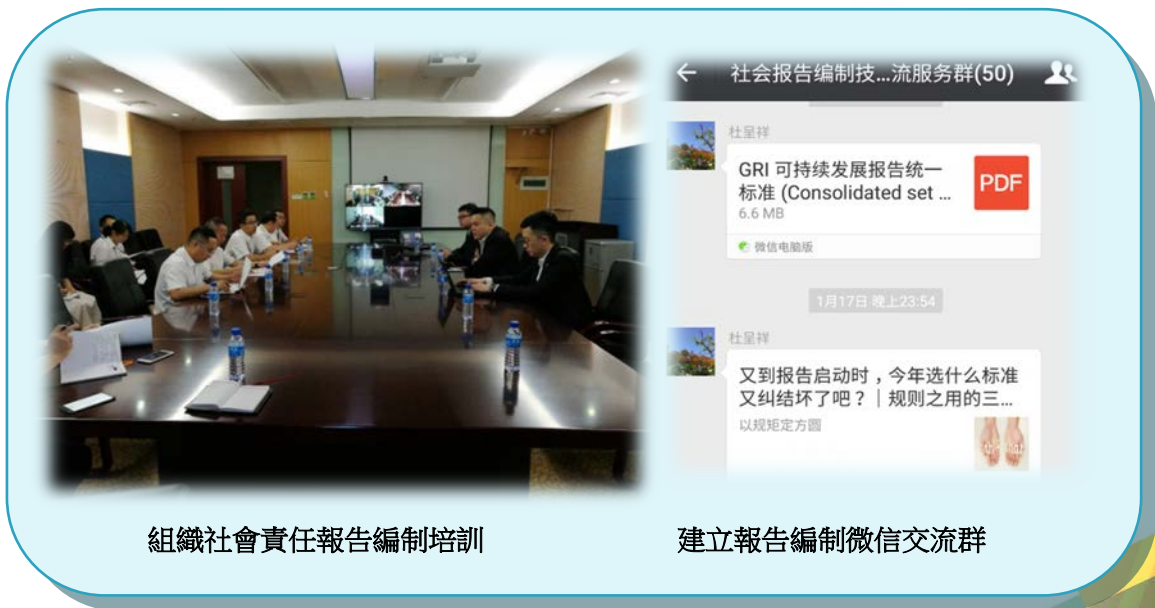 社会报告编制技...流服务群(50)
杜呈祥
GRI 可持续发展报告统一
标准 (Consolidated set ...
6.6 MB
PDF
微信电脑版
1月17日 晚上23:54
杜呈祥
又到报告启动时，今年选什么标准
又纠结坏了吧？｜规则之用的三...
以规矩定方圆
組織社會責任報告編制培訓
建立報告編制微信交流群